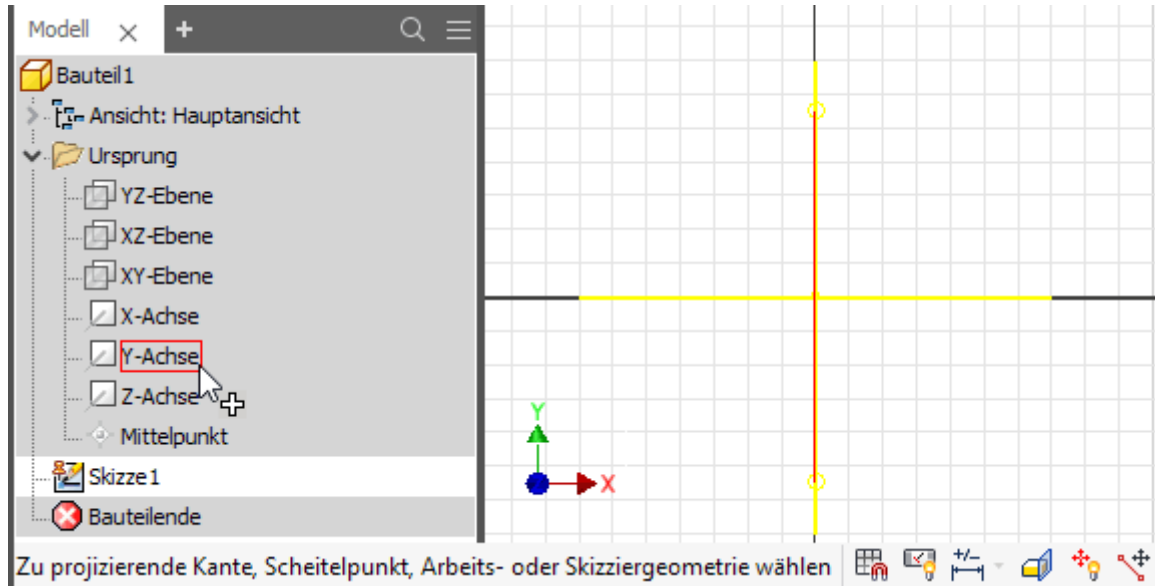 Modell
Bauteil1
Ansicht: Hauptansicht
Ursprung
YZ-Ebene
XZ-Ebene
XY-Ebene
X-Achse
Y-Achse
Z-Achse
Mittelpunkt
Skizze1
Bauteilende
Y
X
Zu projizierende Kante, Scheitelpunkt, Arbeits- oder Skizziergeometrie wählen
+/-